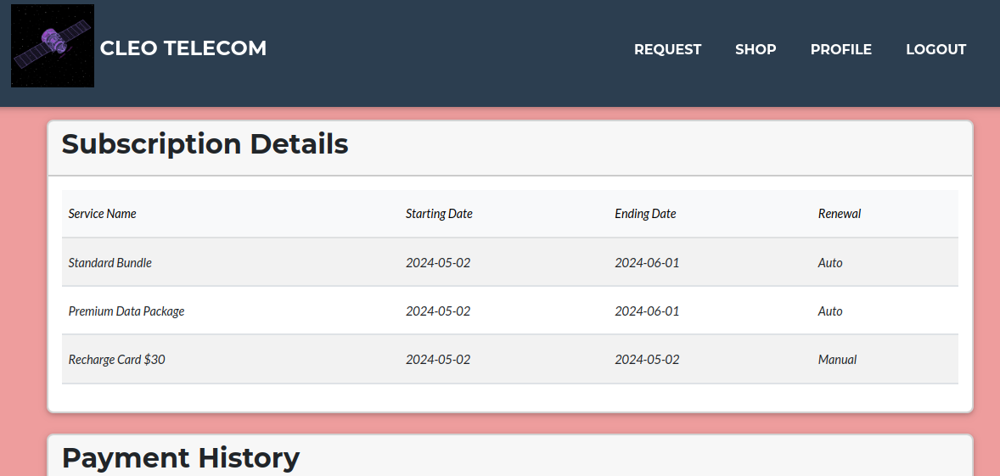 CLEO TELECOM REQUEST SHOP PROFILE LOGOUT
Subscription Details
Service Name Starting Date Ending Date Renewal
Standard Bundle 2024-05-02 2024-06-01 Auto
Premium Data Package 2024-05-02 2024-06-01 Auto
Recharge Card $30 2024-05-02 2024-05-02 Manual
Payment History